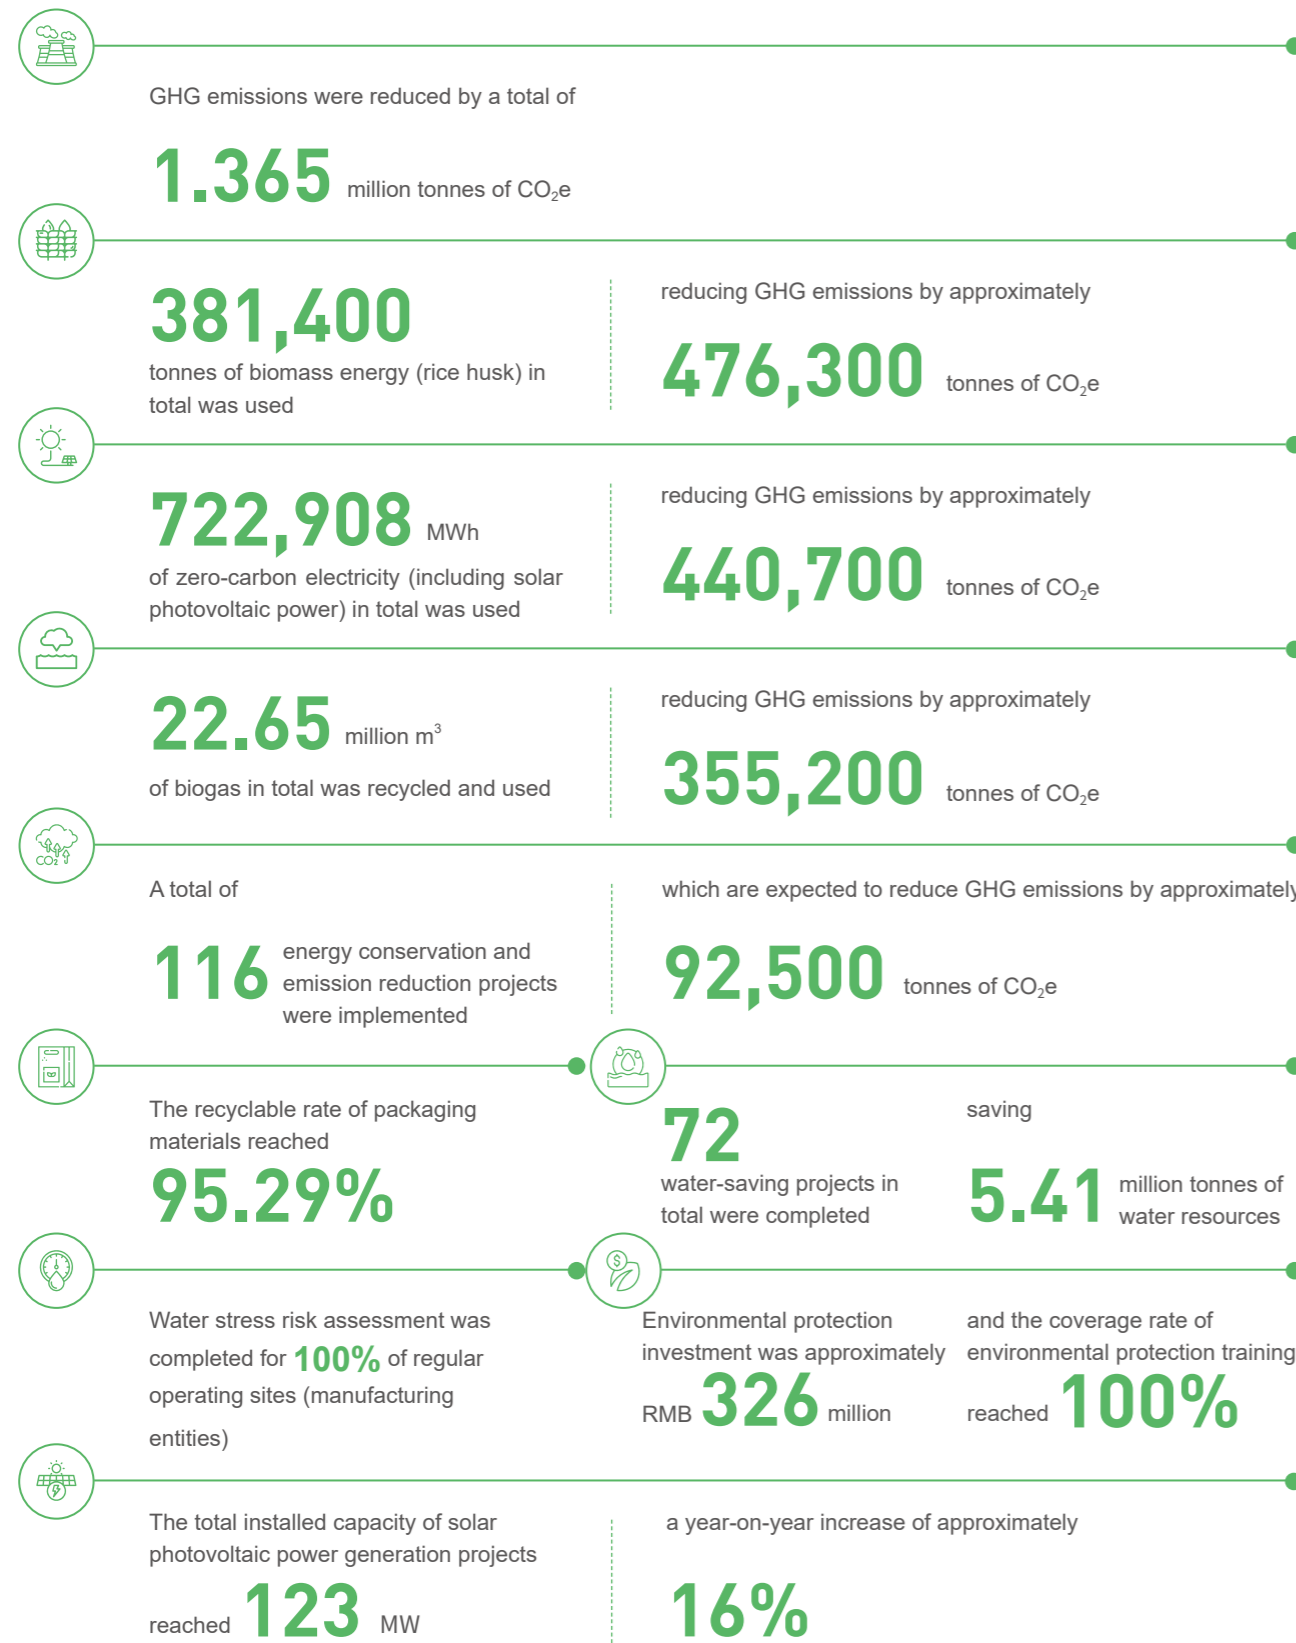 GHG emissions were reduced by a total of
1.365 million tonnes of CO₂e
381,400
tonnes of biomass energy (rice husk) in
total was used
reducing GHG emissions by approximately
476,300 tonnes of CO₂e
722,908 MWh
of zero-carbon electricity (including solar
photovoltaic power) in total was used
reducing GHG emissions by approximately
440,700 tonnes of CO₂e
22.65 million m³
of biogas in total was recycled and used
reducing GHG emissions by approximately
355,200 tonnes of CO₂e
CO₂
A total of
116 energy conservation and
emission reduction projects
were implemented
which are expected to reduce GHG emissions by approximately
92,500 tonnes of CO₂e
The recyclable rate of packaging
materials reached
95.29%
72
water-saving projects in
total were completed
saving
5.41 million tonnes of
water resources
Water stress risk assessment was
completed for 100% of regular
operating sites (manufacturing
entities)
$
Environmental protection
investment was approximately
RMB 326 million
and the coverage rate of
environmental protection training
reached 100%
The total installed capacity of solar
photovoltaic power generation projects
reached 123 MW
a year-on-year increase of approximately
16%